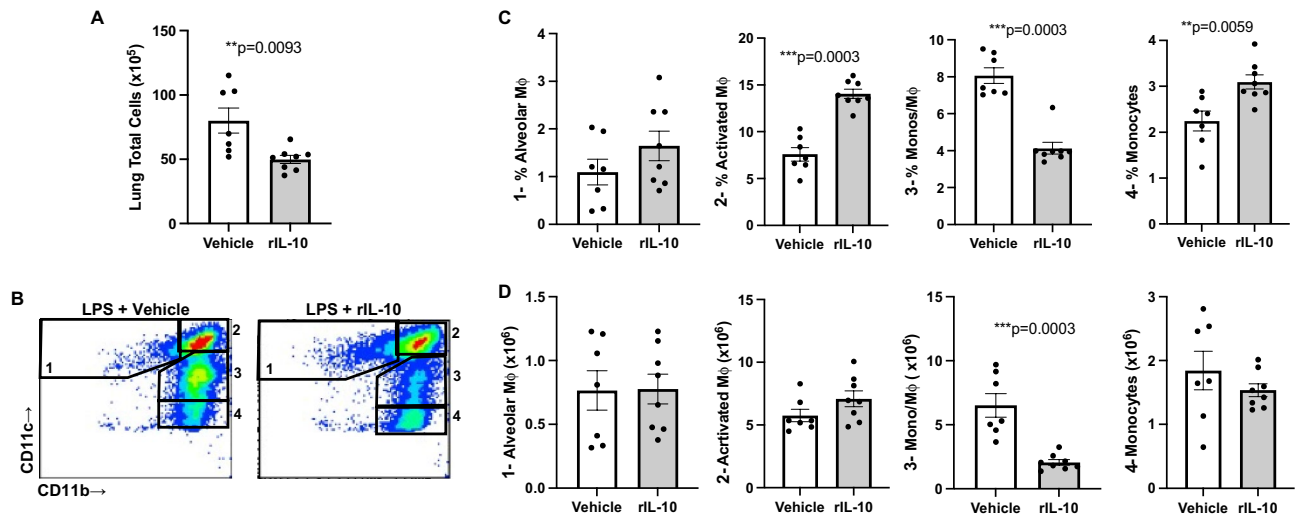 A
Lung Total Cells (x10⁵)
150
100
50
0
**p=0.0093
Vehicle rIL-10
B
LPS + Vehicle
LPS + rIL-10
1
2
3
4
1
2
3
4
CD11c→
CD11b→
C
1- % Alveolar Mϕ
4
3
2
1
0
Vehicle rIL-10
2- % Activated Mϕ
20
15
10
5
0
***p=0.0003
Vehicle rIL-10
3- % Monos/Mϕ
10
8
6
4
2
0
***p=0.0003
Vehicle rIL-10
4- % Monocytes
4
3
2
1
0
**p=0.0059
Vehicle rIL-10
D
1- Alveolar Mϕ (x10⁶)
1.5
1.0
0.5
0.0
Vehicle rIL-10
2- Acrtivated Mϕ (x10⁶)
15
10
5
0
Vehicle rIL-10
3- Mono/Mϕ ( x10⁶)
15
10
5
0
***p=0.0003
Vehicle rIL-10
4-Monocytes (x10⁶)
3
2
1
0
Vehicle rIL-10